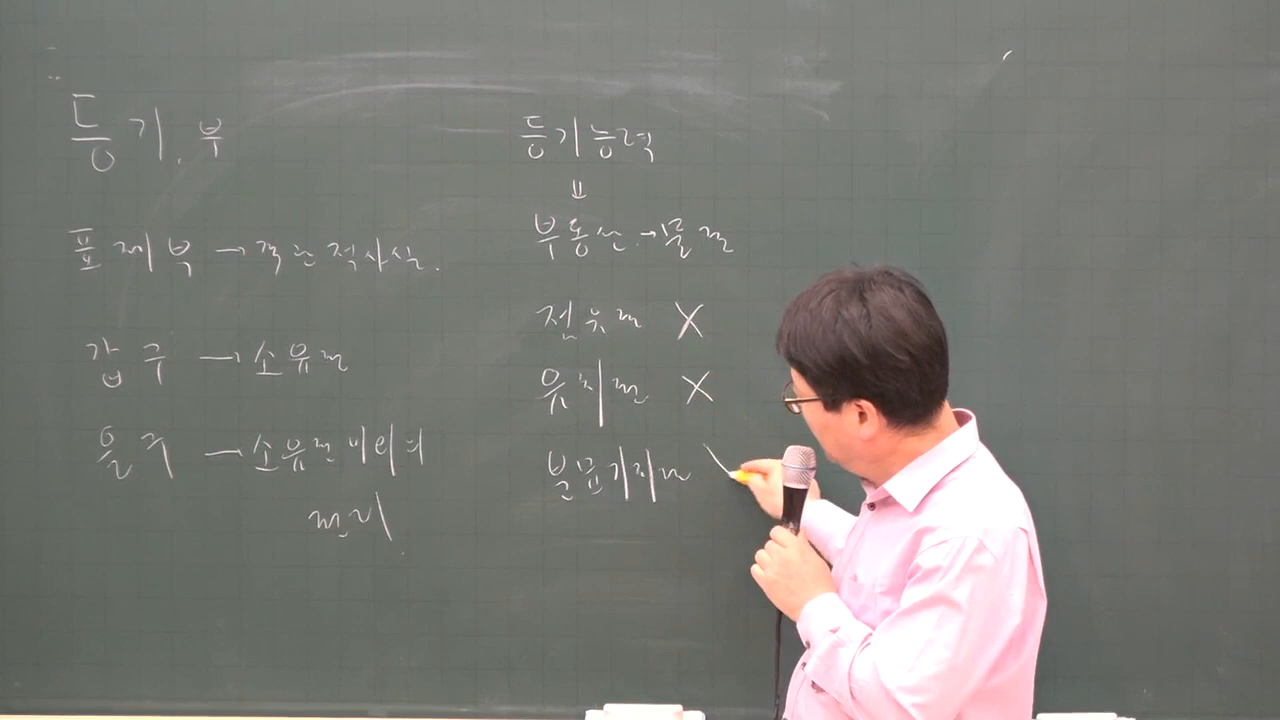 등기부
표제부 → 객관적사실.
갑구 → 소유권
을구 → 소유권 이외의
권리.
등기능력
부동산 → 물권
점유권 X
유치권 X
분묘기지권